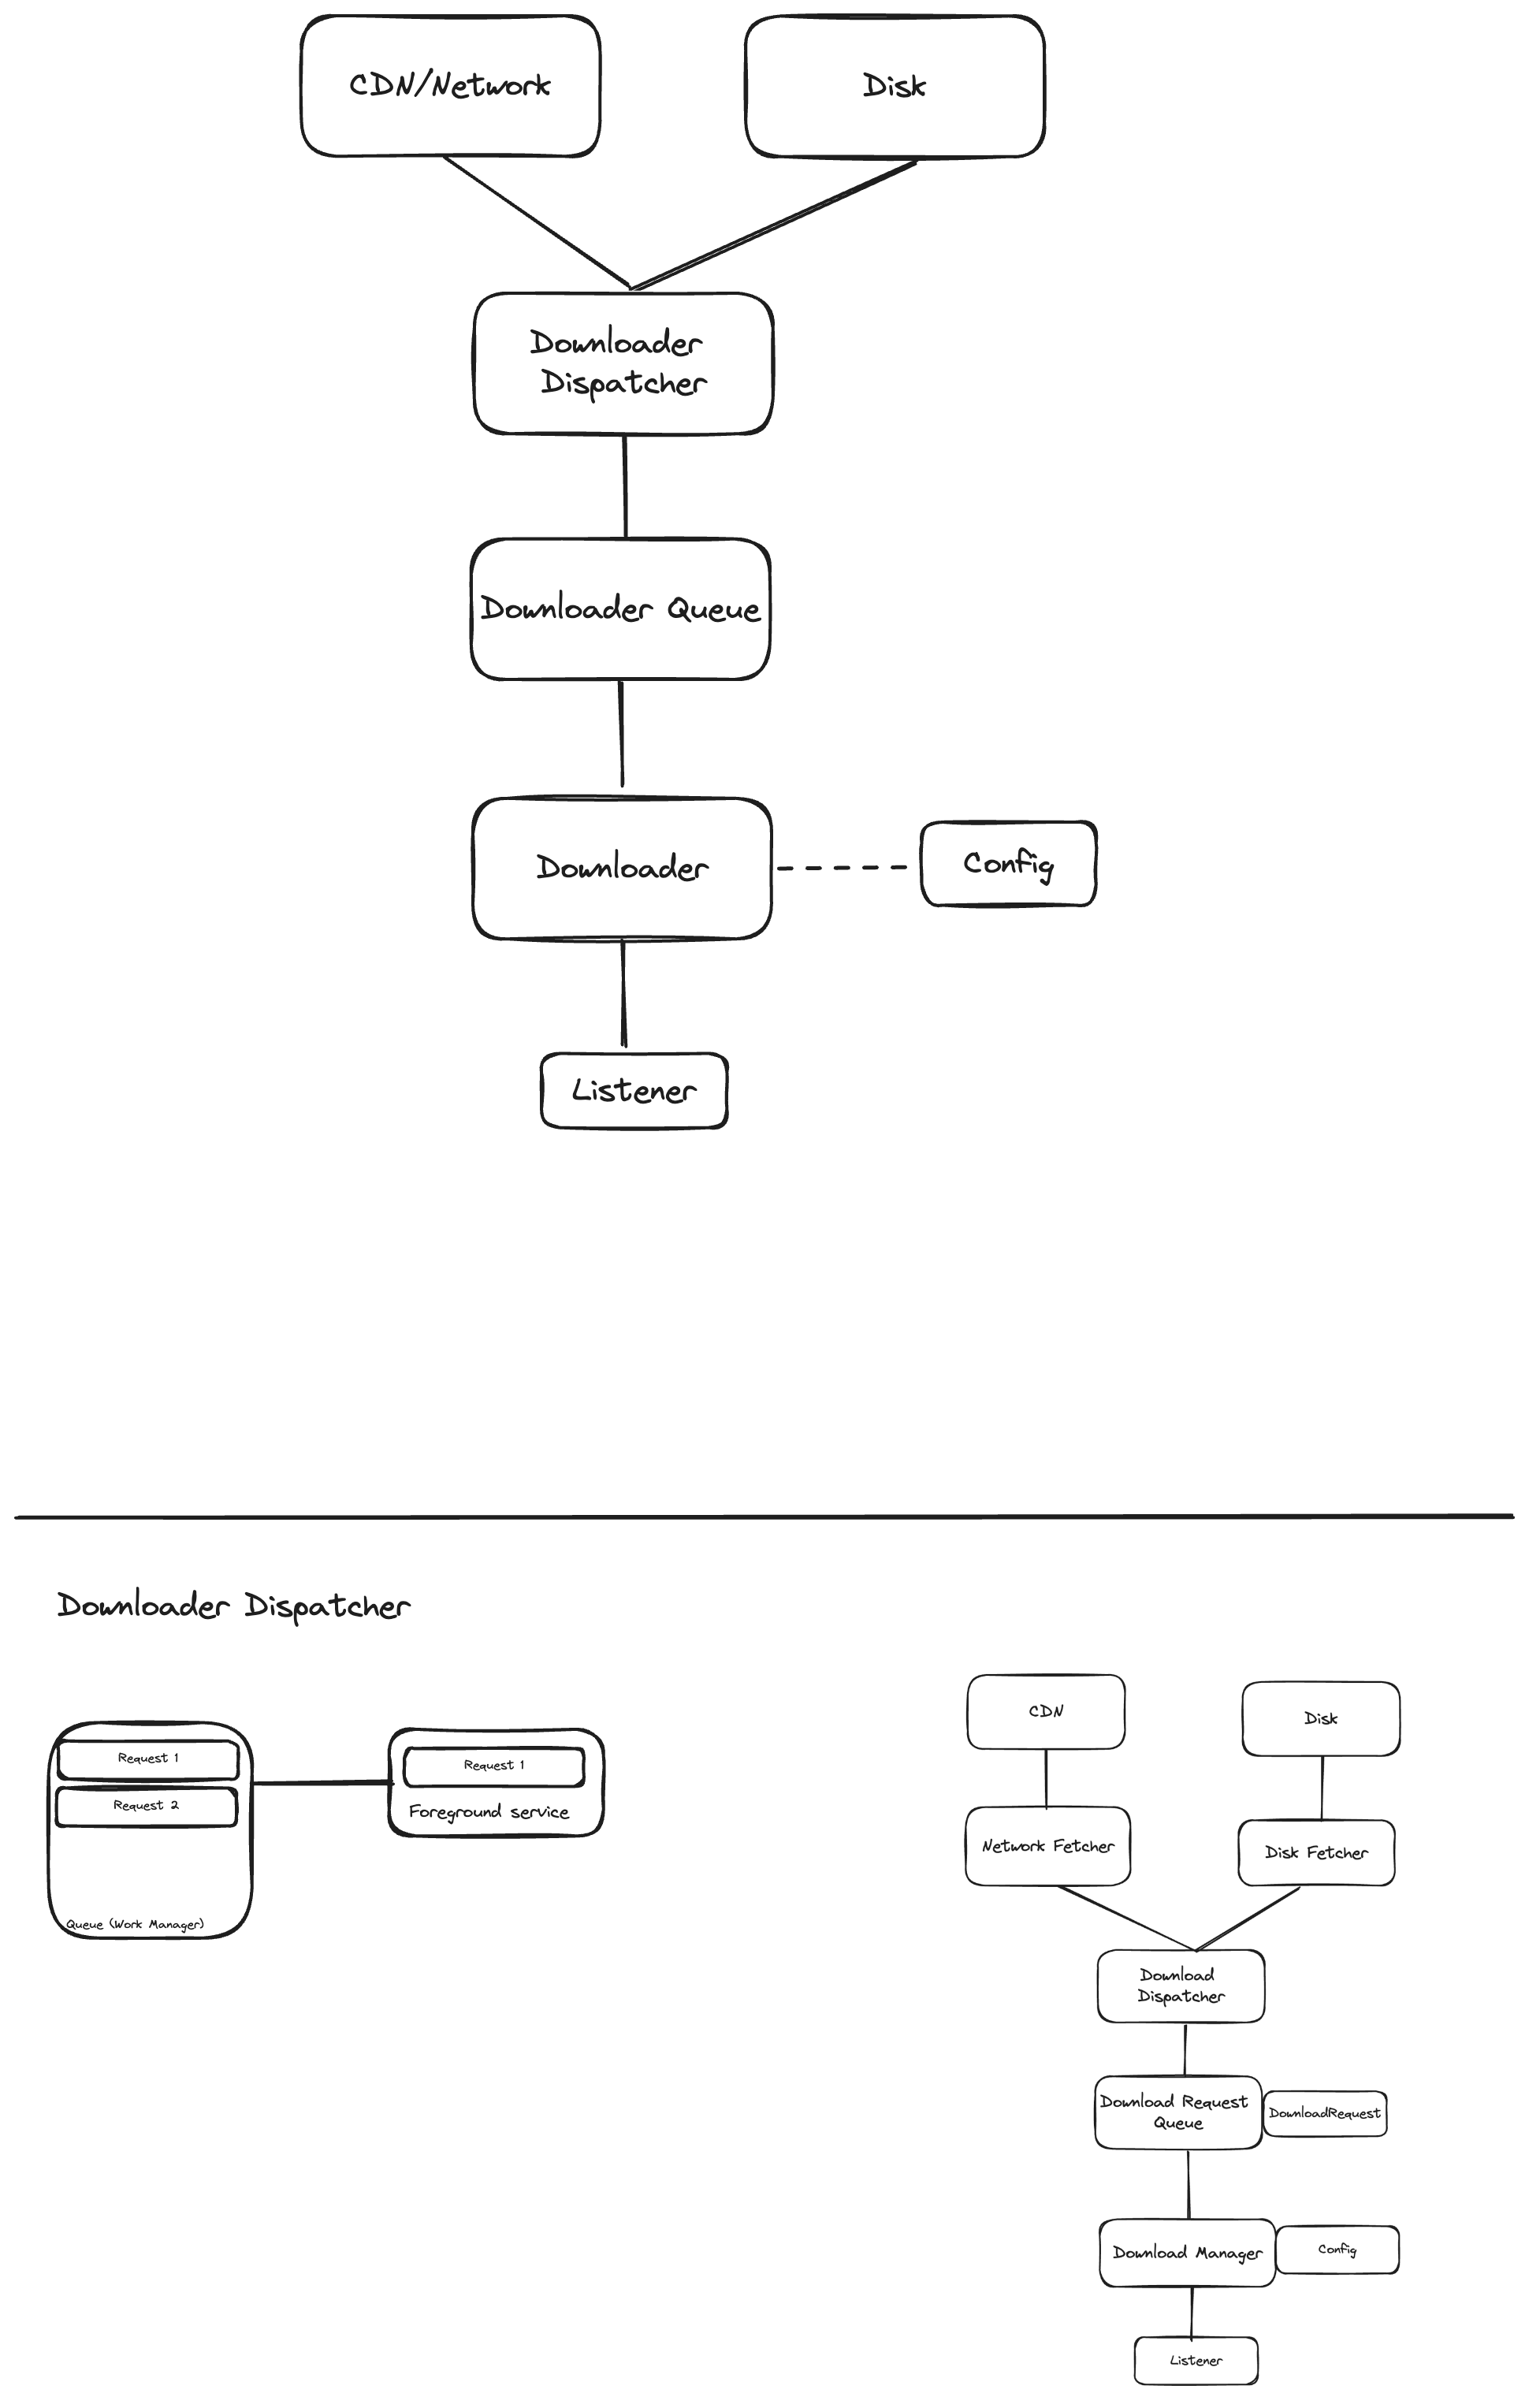 CDN/Network
Disk
Downloader
Dispatcher
Downloader Queue
Downloader
Config
Listener
Downloader Dispatcher
Request 1
Request 2
Queue (Work Manager)
Request 1
Foreground service
CDN
Disk
Network Fetcher
Disk Fetcher
Download
Dispatcher
Download Request
Queue
DownloadRequest
Download Manager
Config
Listener